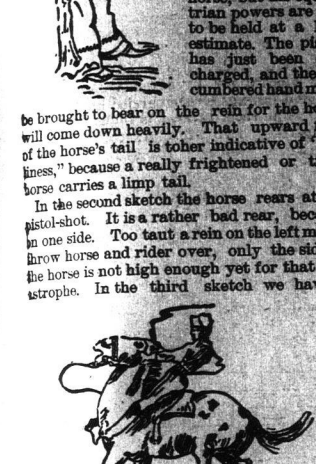 trian powers are
to be held at a
estimate. The
has just been
charged, and the
cumbered hand
be brought to bear on the rein for the
will come down heavily. That upward
of the horse's tail is toher indicative of
liness," because a really frightened or
horse carries a limp tail.
In the second sketch the horse rears at
pistol-shot. It is a rather bad rear,
on one side. Too taut a rein on the left
throw horse and rider over, only the
the horse is not high enough yet for that
astrophe. In the third sketch we